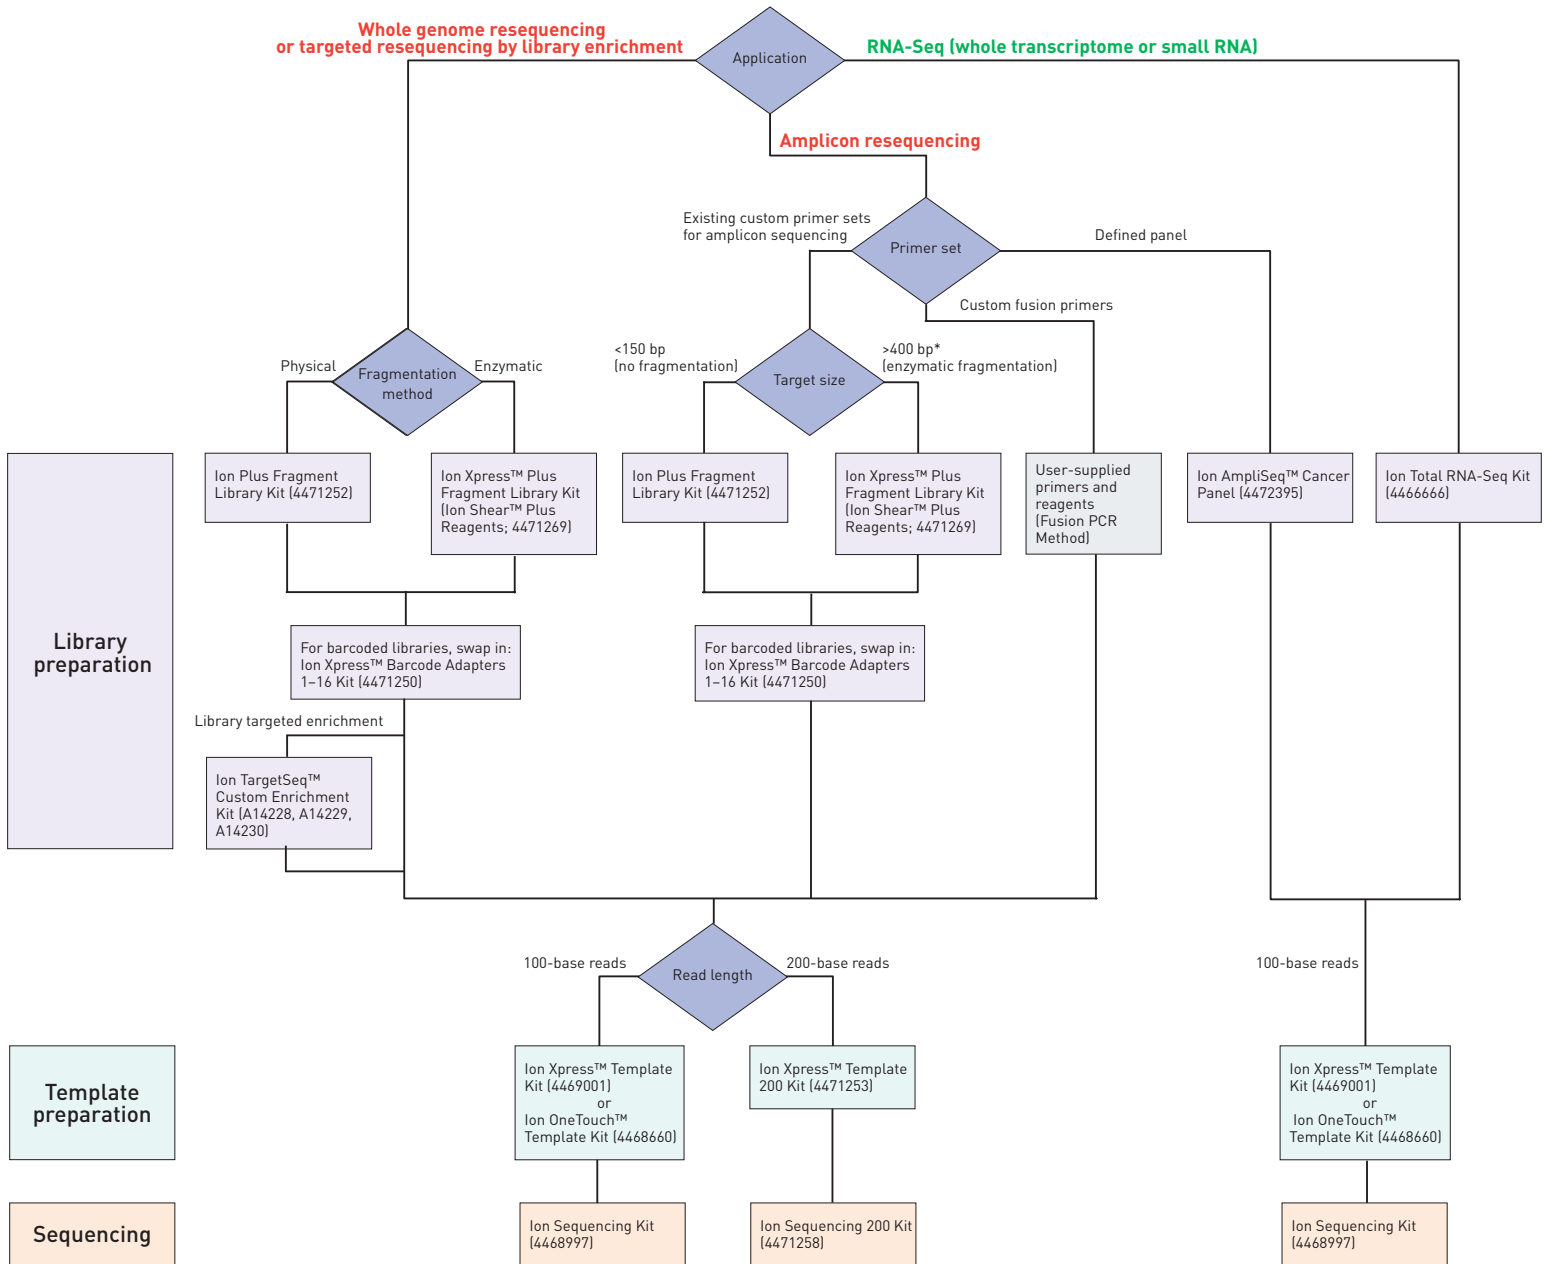 Whole genome resequencing
or targeted resequencing by library enrichment
Application
RNA-Seq (whole transcriptome or small RNA)
Amplicon resequencing
Existing custom primer sets
for amplicon sequencing
Primer set
Defined panel
Custom fusion primers
Physical
Fragmentation
method
Enzymatic
<150 bp
(no fragmentation)
Target size
>400 bp*
(enzymatic fragmentation)
Library
preparation
Ion Plus Fragment
Library Kit (4471252)
Ion Xpress™ Plus
Fragment Library Kit
(Ion Shear™ Plus
Reagents; 4471269)
Ion Plus Fragment
Library Kit (4471252)
Ion Xpress™ Plus
Fragment Library Kit
(Ion Shear™ Plus
Reagents; 4471269)
User-supplied
primers and
reagents
(Fusion PCR
Method)
Ion AmpliSeq™ Cancer
Panel (4472395)
Ion Total RNA-Seq Kit
(4466666)
For barcoded libraries, swap in:
Ion Xpress™ Barcode Adapters
1–16 Kit (4471250)
For barcoded libraries, swap in:
Ion Xpress™ Barcode Adapters
1–16 Kit (4471250)
Library targeted enrichment
Ion TargetSeq™
Custom Enrichment
Kit (A14228, A14229,
A14230)
100-base reads
Read length
200-base reads
100-base reads
Template
preparation
Ion Xpress™ Template
Kit (4469001)
or
Ion OneTouch™
Template Kit (4468660)
Ion Xpress™ Template
200 Kit (4471253)
Ion Xpress™ Template
Kit (4469001)
or
Ion OneTouch™
Template Kit (4468660)
Sequencing
Ion Sequencing Kit
(4468997)
Ion Sequencing 200 Kit
(4471258)
Ion Sequencing Kit
(4468997)